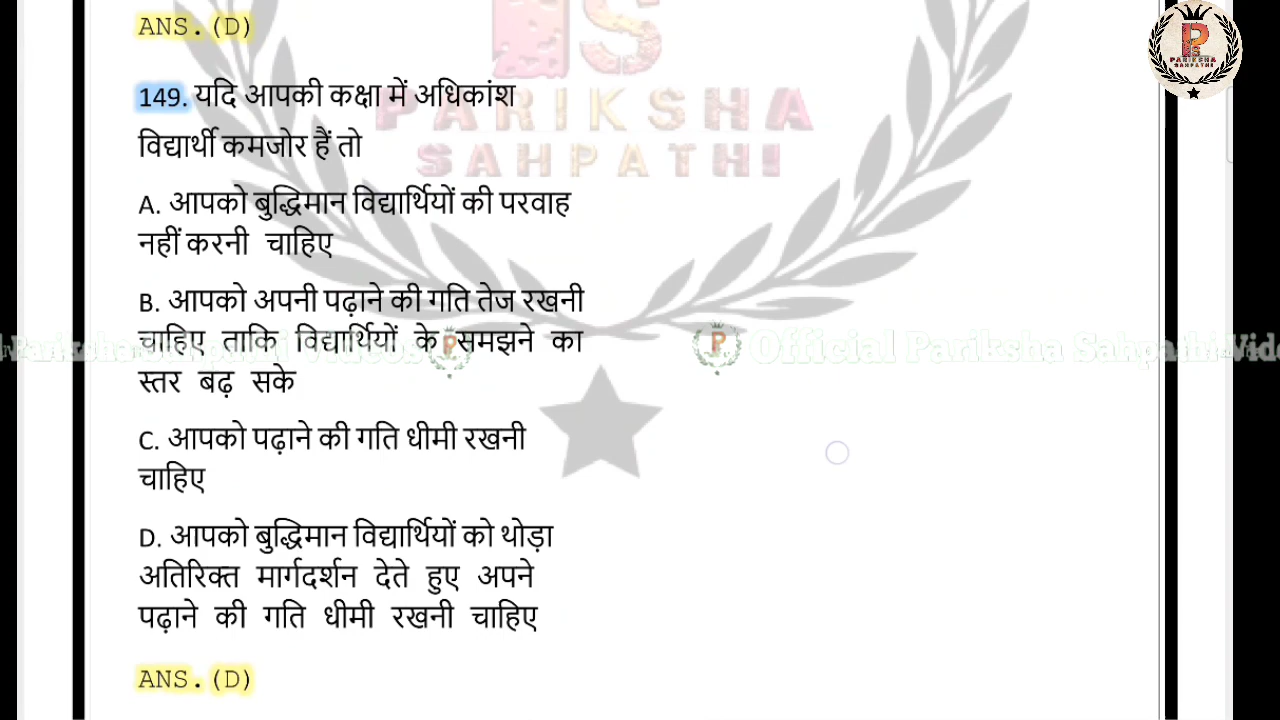 ANS.(D)
PARIKSHA
SAHPATHI
PARIKSHA
SAHPATHI
149. यदि आपकी कक्षा में अधिकांश
विद्यार्थी कमजोर हैं तो
A. आपको बुद्धिमान विद्यार्थियों की परवाह
नहीं करनी चाहिए
B. आपको अपनी पढ़ाने की गति तेज रखनी
चाहिए ताकि विद्यार्थियों के समझने का
स्तर बढ़ सके
Official Pariksha Sahpathi
C. आपको पढ़ाने की गति धीमी रखनी
चाहिए
D. आपको बुद्धिमान विद्यार्थियों को थोड़ा
अतिरिक्त मार्गदर्शन देते हुए अपने
पढ़ाने की गति धीमी रखनी चाहिए
ANS.(D)